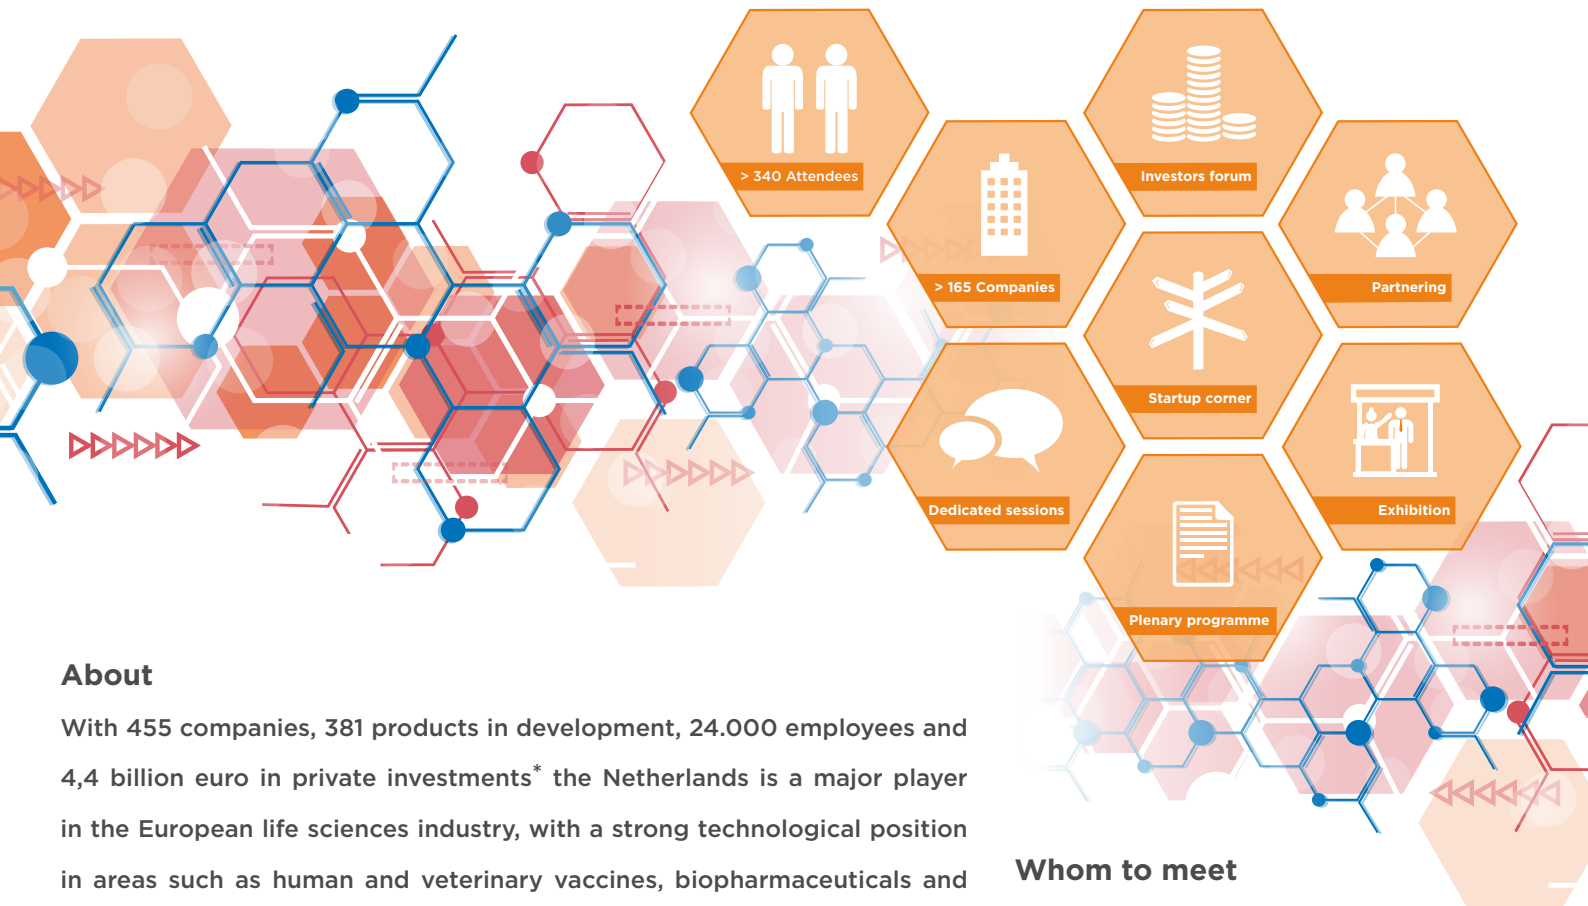 > 340 Attendees
Investors forum
> 165 Companies
Partnering
Startup corner
Dedicated sessions
Exhibition
Plenary programme
About
With 455 companies, 381 products in development, 24.000 employees and
4,4 billion euro in private investments* the Netherlands is a major player
in the European life sciences industry, with a strong technological position
in areas such as human and veterinary vaccines, biopharmaceuticals and
Whom to meet